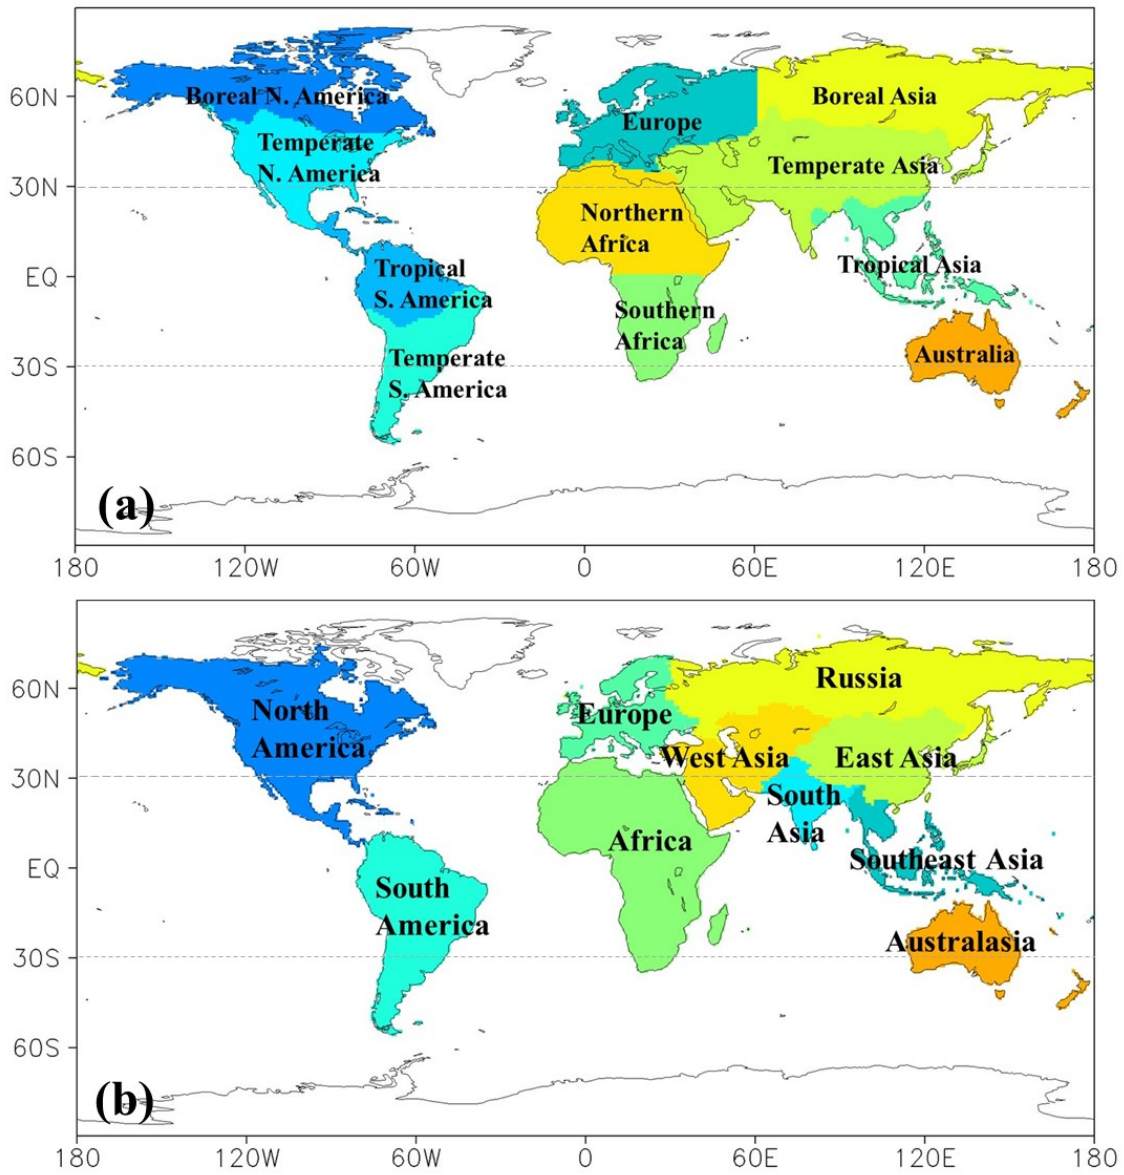 60N
30N
EQ
30S
60S
Boreal N. America
Temperate
N. America
Europe
Boreal Asia
Temperate Asia
Northern
Africa
Tropical Asia
Tropical
S. America
Southern
Africa
Temperate
S. America
Australia
(a)
180
120W
60W
0
60E
120E
180
60N
30N
EQ
30S
60S
North
America
Europe
Russia
West Asia
East Asia
South
Asia
Africa
Southeast Asia
South
America
Australasia
(b)
180
120W
60W
0
60E
120E
180